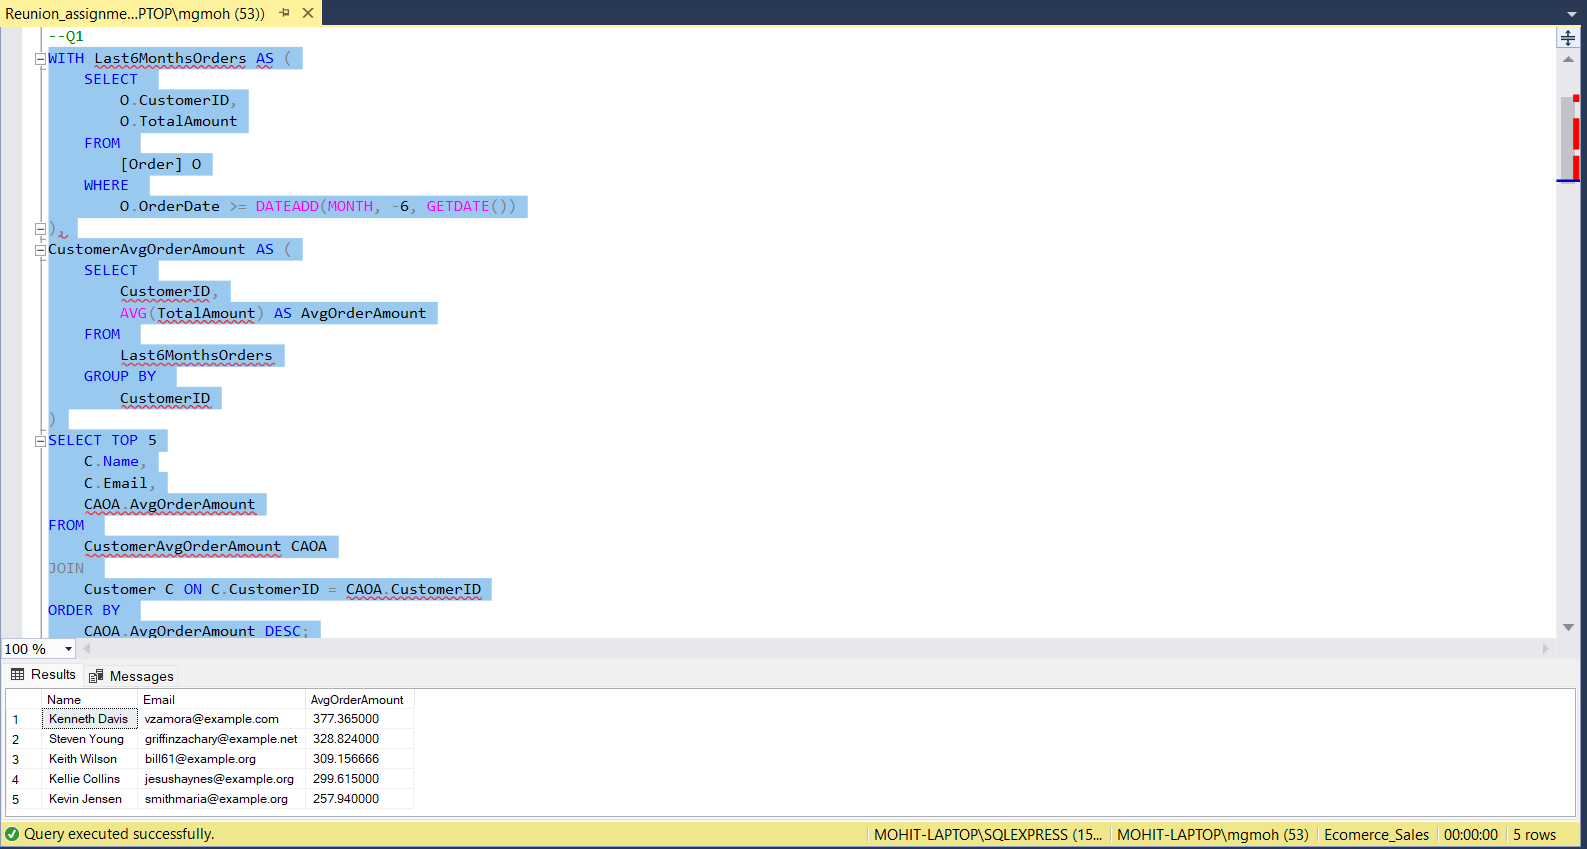 Reunion_assignme...PTOP\mgmoh (53))
--Q1
WITH Last6MonthsOrders AS (
SELECT
O.CustomerID,
O.TotalAmount
FROM
[Order] O
WHERE
O.OrderDate >= DATEADD(MONTH, -6, GETDATE())
),
CustomerAvgOrderAmount AS (
SELECT
CustomerID,
AVG(TotalAmount) AS AvgOrderAmount
FROM
Last6MonthsOrders
GROUP BY
CustomerID
)
SELECT TOP 5
C.Name,
C.Email,
CAOA.AvgOrderAmount
FROM
CustomerAvgOrderAmount CAOA
JOIN
Customer C ON C.CustomerID = CAOA.CustomerID
ORDER BY
CAOA.AvgOrderAmount DESC;
100 %
Results Messages
Name Email AvgOrderAmount
1 Kenneth Davis vzamora@example.com 377.365000
2 Steven Young griffinzachary@example.net 328.824000
3 Keith Wilson bill61@example.org 309.156666
4 Kellie Collins jesushaynes@example.org 299.615000
5 Kevin Jensen smithmaria@example.org 257.940000
Query executed successfully. MOHIT-LAPTOP\SQLEXPRESS (15... MOHIT-LAPTOP\mgmoh (53) Ecomerce_Sales 00:00:00 5 rows